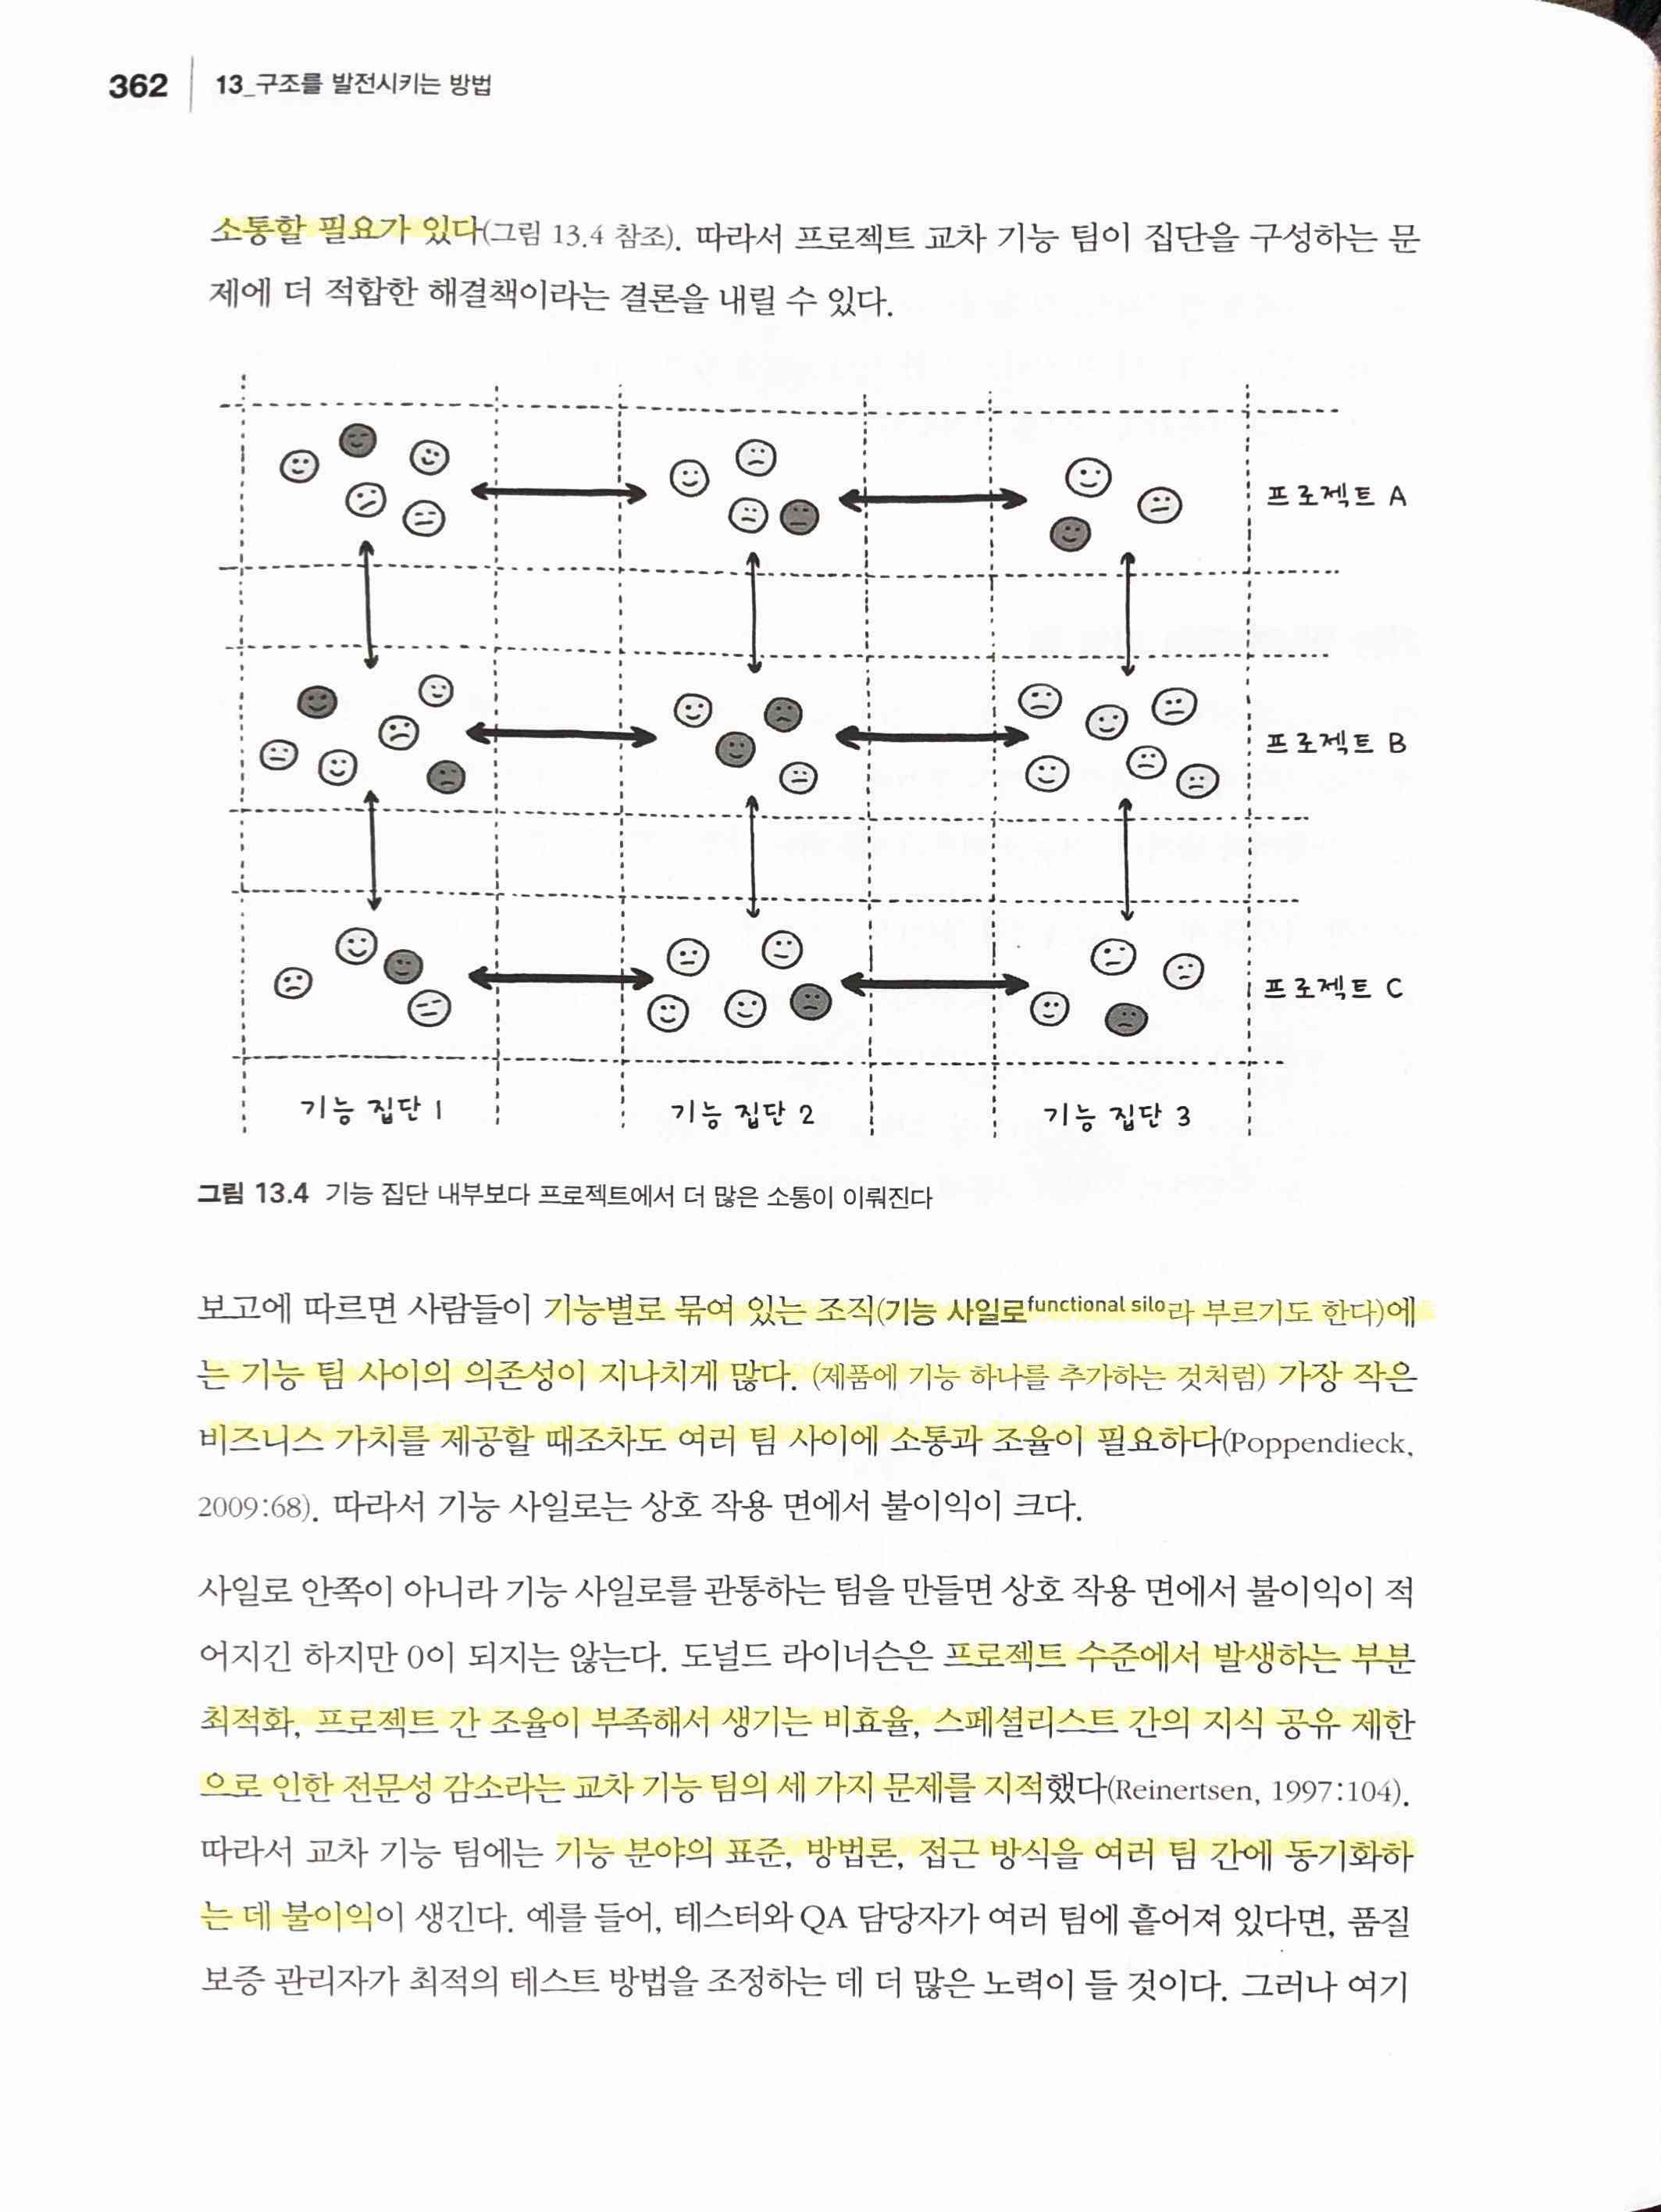 362 13_구조를 발전시키는 방법
소통할 필요가 있다(그림 13.4 참조). 따라서 프로젝트 교차 기능 팀이 집단을 구성하는 문
제에 더 적합한 해결책이라는 결론을 내릴 수 있다.
프로젝트 A
프로젝트 B
프로젝트 C
기능 집단 1 기능 집단 2 기능 집단 3
그림 13.4 기능 집단 내부보다 프로젝트에서 더 많은 소통이 이뤄진다
보고에 따르면 사람들이 기능별로 묶여 있는 조직(기능 사일로functional silo라 부르기도 한다)에
는 기능 팀 사이의 의존성이 지나치게 많다. (제품에 기능 하나를 추가하는 것처럼) 가장 작은
비즈니스 가치를 제공할 때조차도 여러 팀 사이에 소통과 조율이 필요하다(Poppendieck,
2009:68). 따라서 기능 사일로는 상호 작용 면에서 불이익이 크다.
사일로 안쪽이 아니라 기능 사일로를 관통하는 팀을 만들면 상호 작용 면에서 불이익이 적
어지긴 하지만 0이 되지는 않는다. 도널드 라이너슨은 프로젝트 수준에서 발생하는 부분
최적화, 프로젝트 간 조율이 부족해서 생기는 비효율, 스페셜리스트 간의 지식 공유 제한
으로 인한 전문성 감소라는 교차 기능 팀의 세 가지 문제를 지적했다(Reinertsen, 1997:104).
따라서 교차 기능 팀에는 기능 분야의 표준, 방법론, 접근 방식을 여러 팀 간에 동기화하
는 데 불이익이 생긴다. 예를 들어, 테스터와 QA 담당자가 여러 팀에 흩어져 있다면, 품질
보증 관리자가 최적의 테스트 방법을 조정하는 데 더 많은 노력이 들 것이다. 그러나 여기